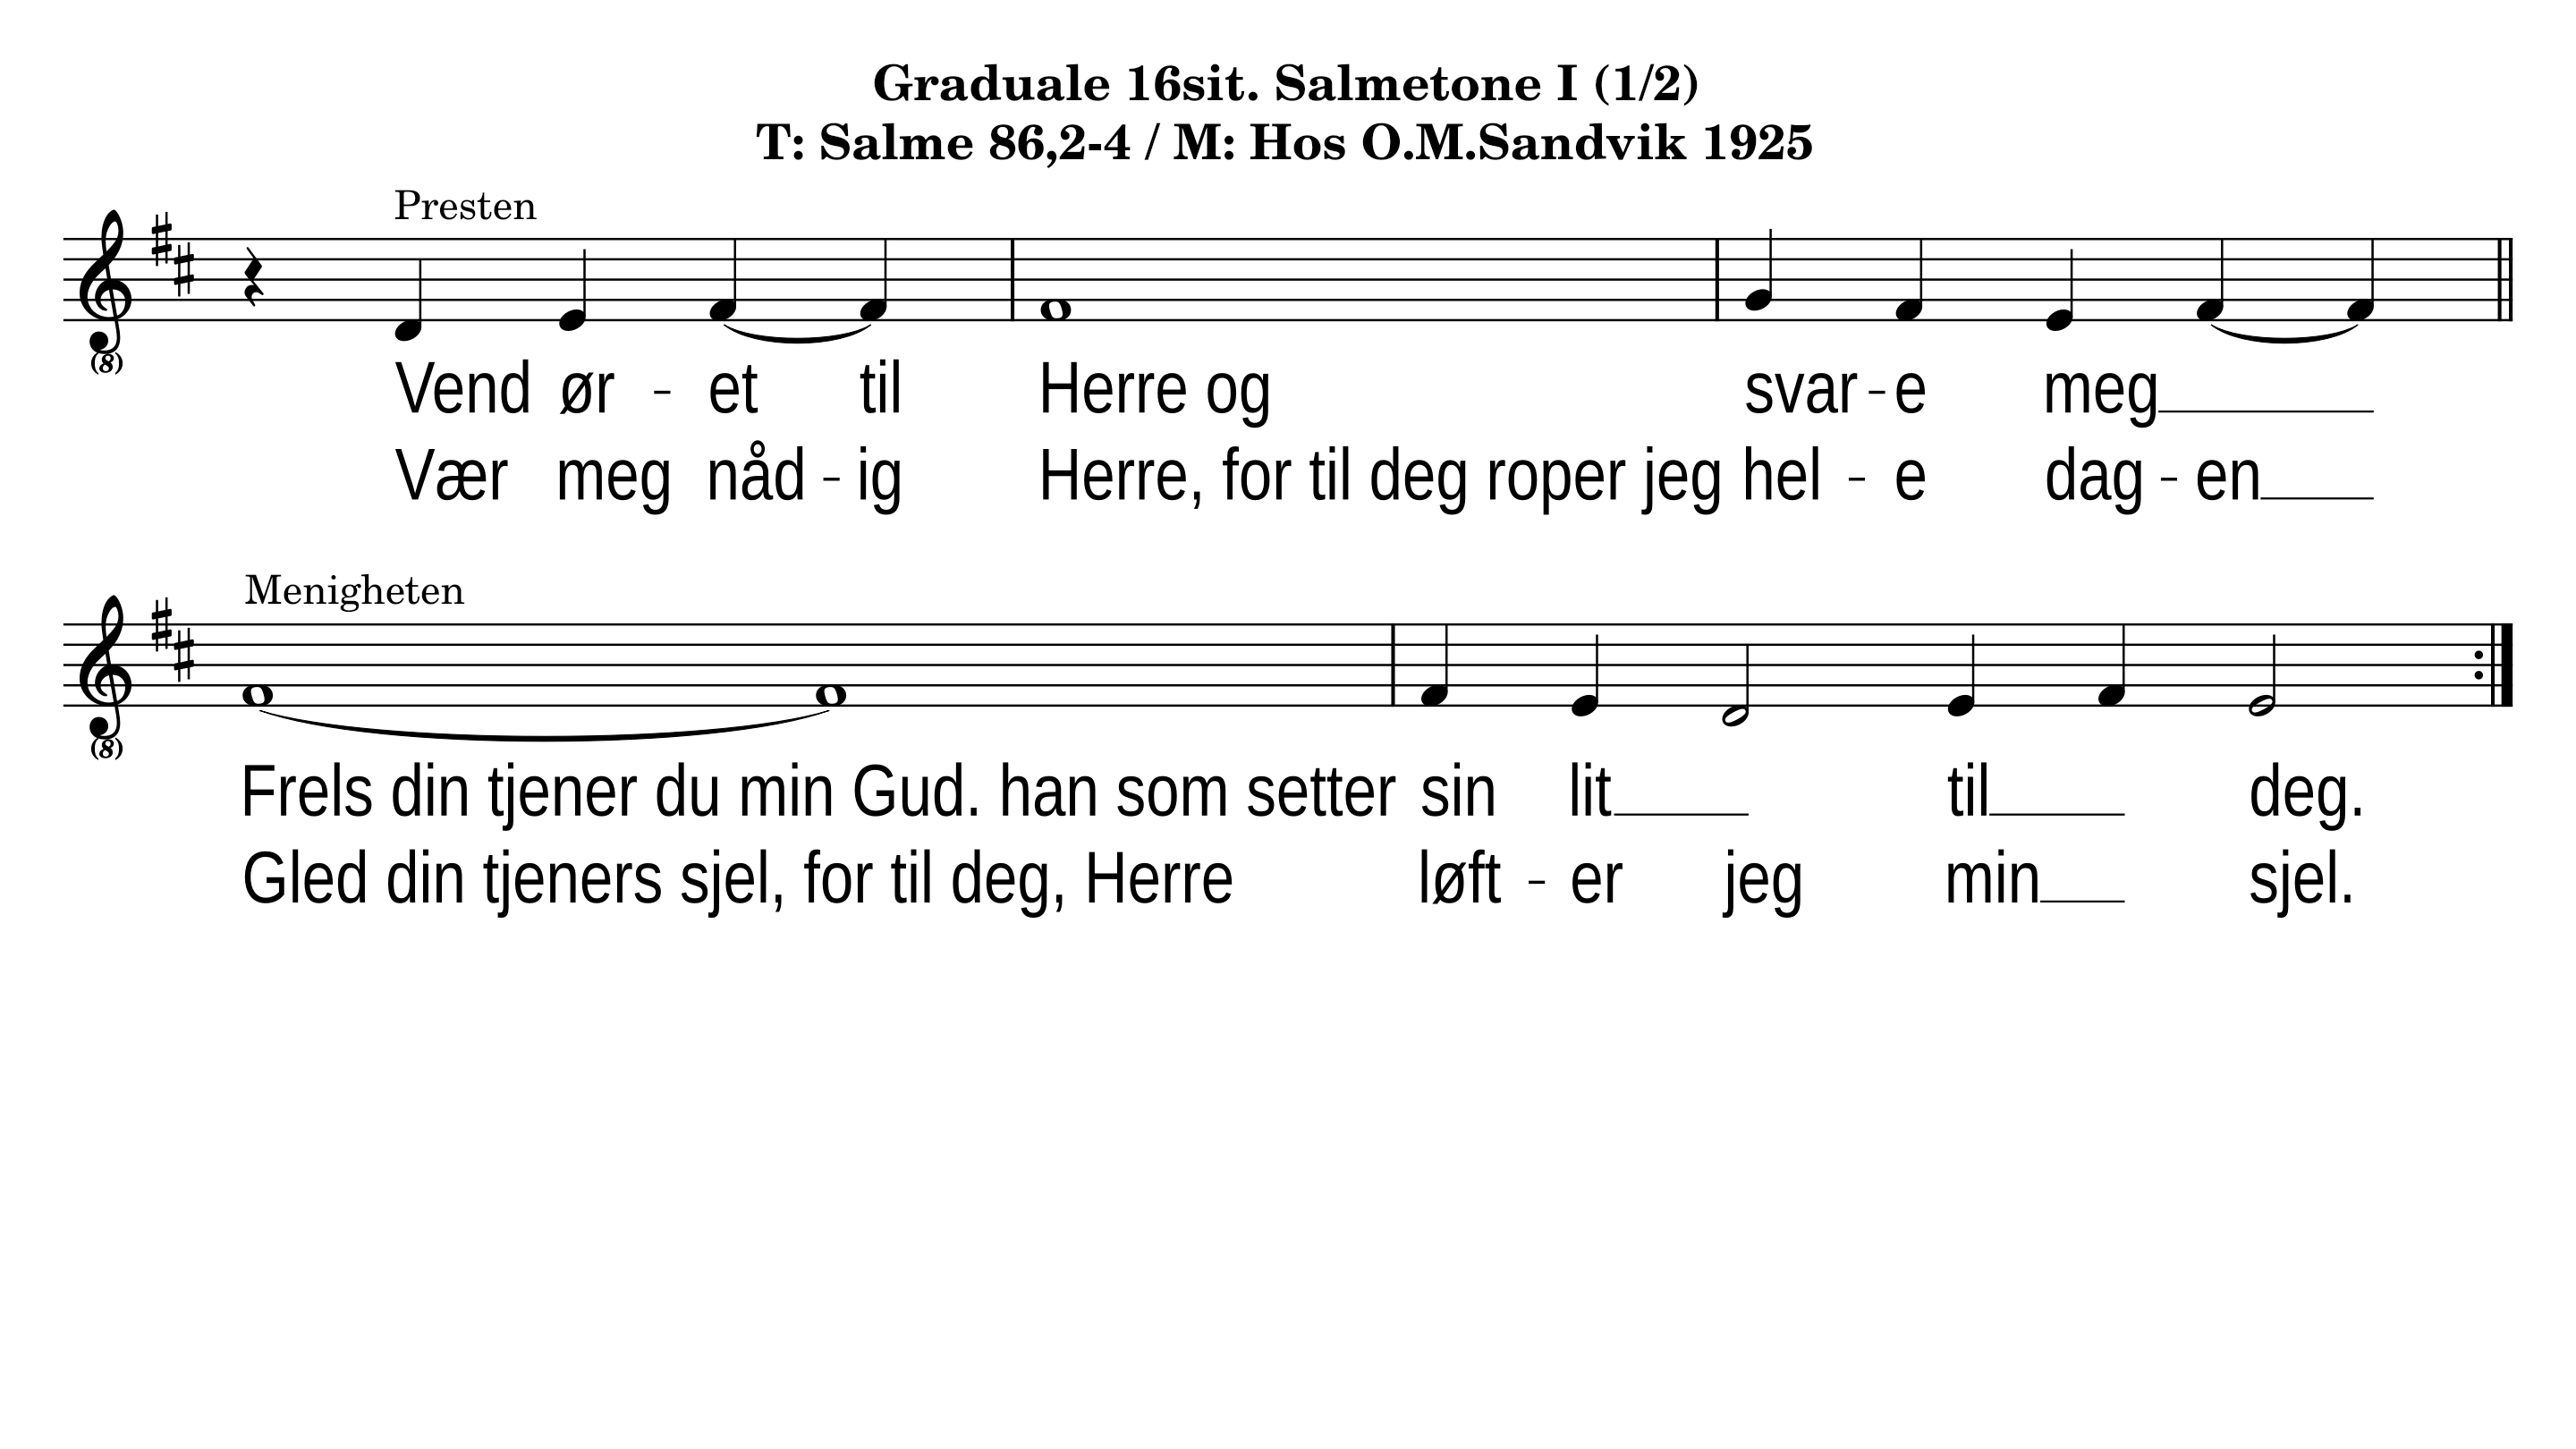 Graduale 16sit. Salmetone I (1/2)
T: Salme 86,2-4 / M: Hos O.M.Sandvik 1925
Presten
(8)
Vend ør - et til Herre og svar - e meg
Vær meg nåd - ig Herre, for til deg roper jeg hel - e dag - en
Menigheten
(8)
Frels din tjener du min Gud. han som setter sin lit til deg.
Gled din tjeners sjel, for til deg, Herre løft - er jeg min sjel.